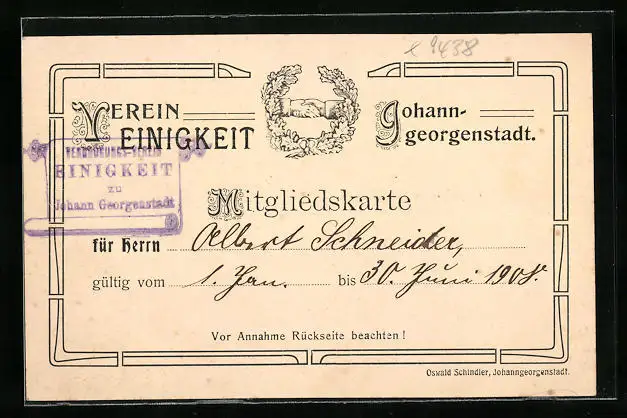 x 9438
VEREIN
EINIGKEIT
Johann-
georgenstadt.
EINIGKEIT
zu
Johann Georgenstadt
Mitgliedskarte
für Herrn Albert Schneider,
gültig vom 1. Jan. bis 30. Juni 1908.
Vor Annahme Rückseite beachten!
Oswald Schindler, Johanngeorgenstadt.